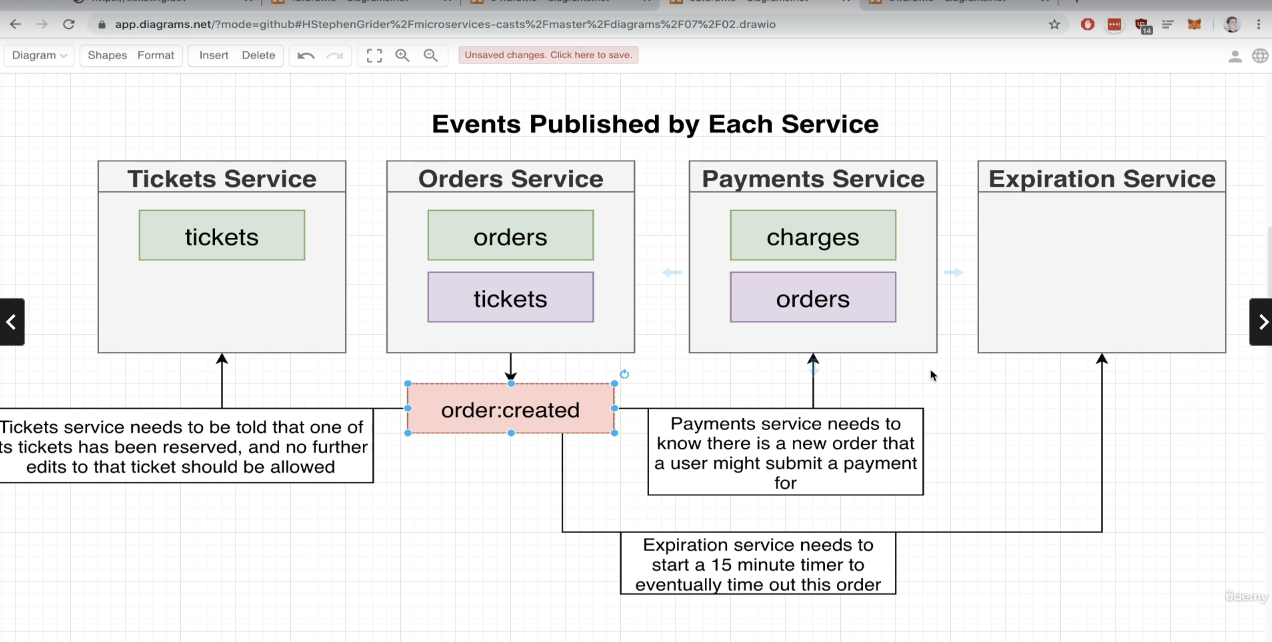 app.diagrams.net/?mode=github#HStephenGrider%2Fmicroservices-casts%2Fmaster%2Fdiagrams%2F07%2F02.drawio
14
Diagram
Shapes Format
Insert Delete
Unsaved changes. Click here to save.
Events Published by Each Service
Tickets Service
Orders Service
Payments Service
Expiration Service
tickets
orders
charges
tickets
orders
order:created
Tickets service needs to be told that one of
ts tickets has been reserved, and no further
edits to that ticket should be allowed
Payments service needs to
know there is a new order that
a user might submit a payment
for
Expiration service needs to
start a 15 minute timer to
eventually time out this order
ûdemy